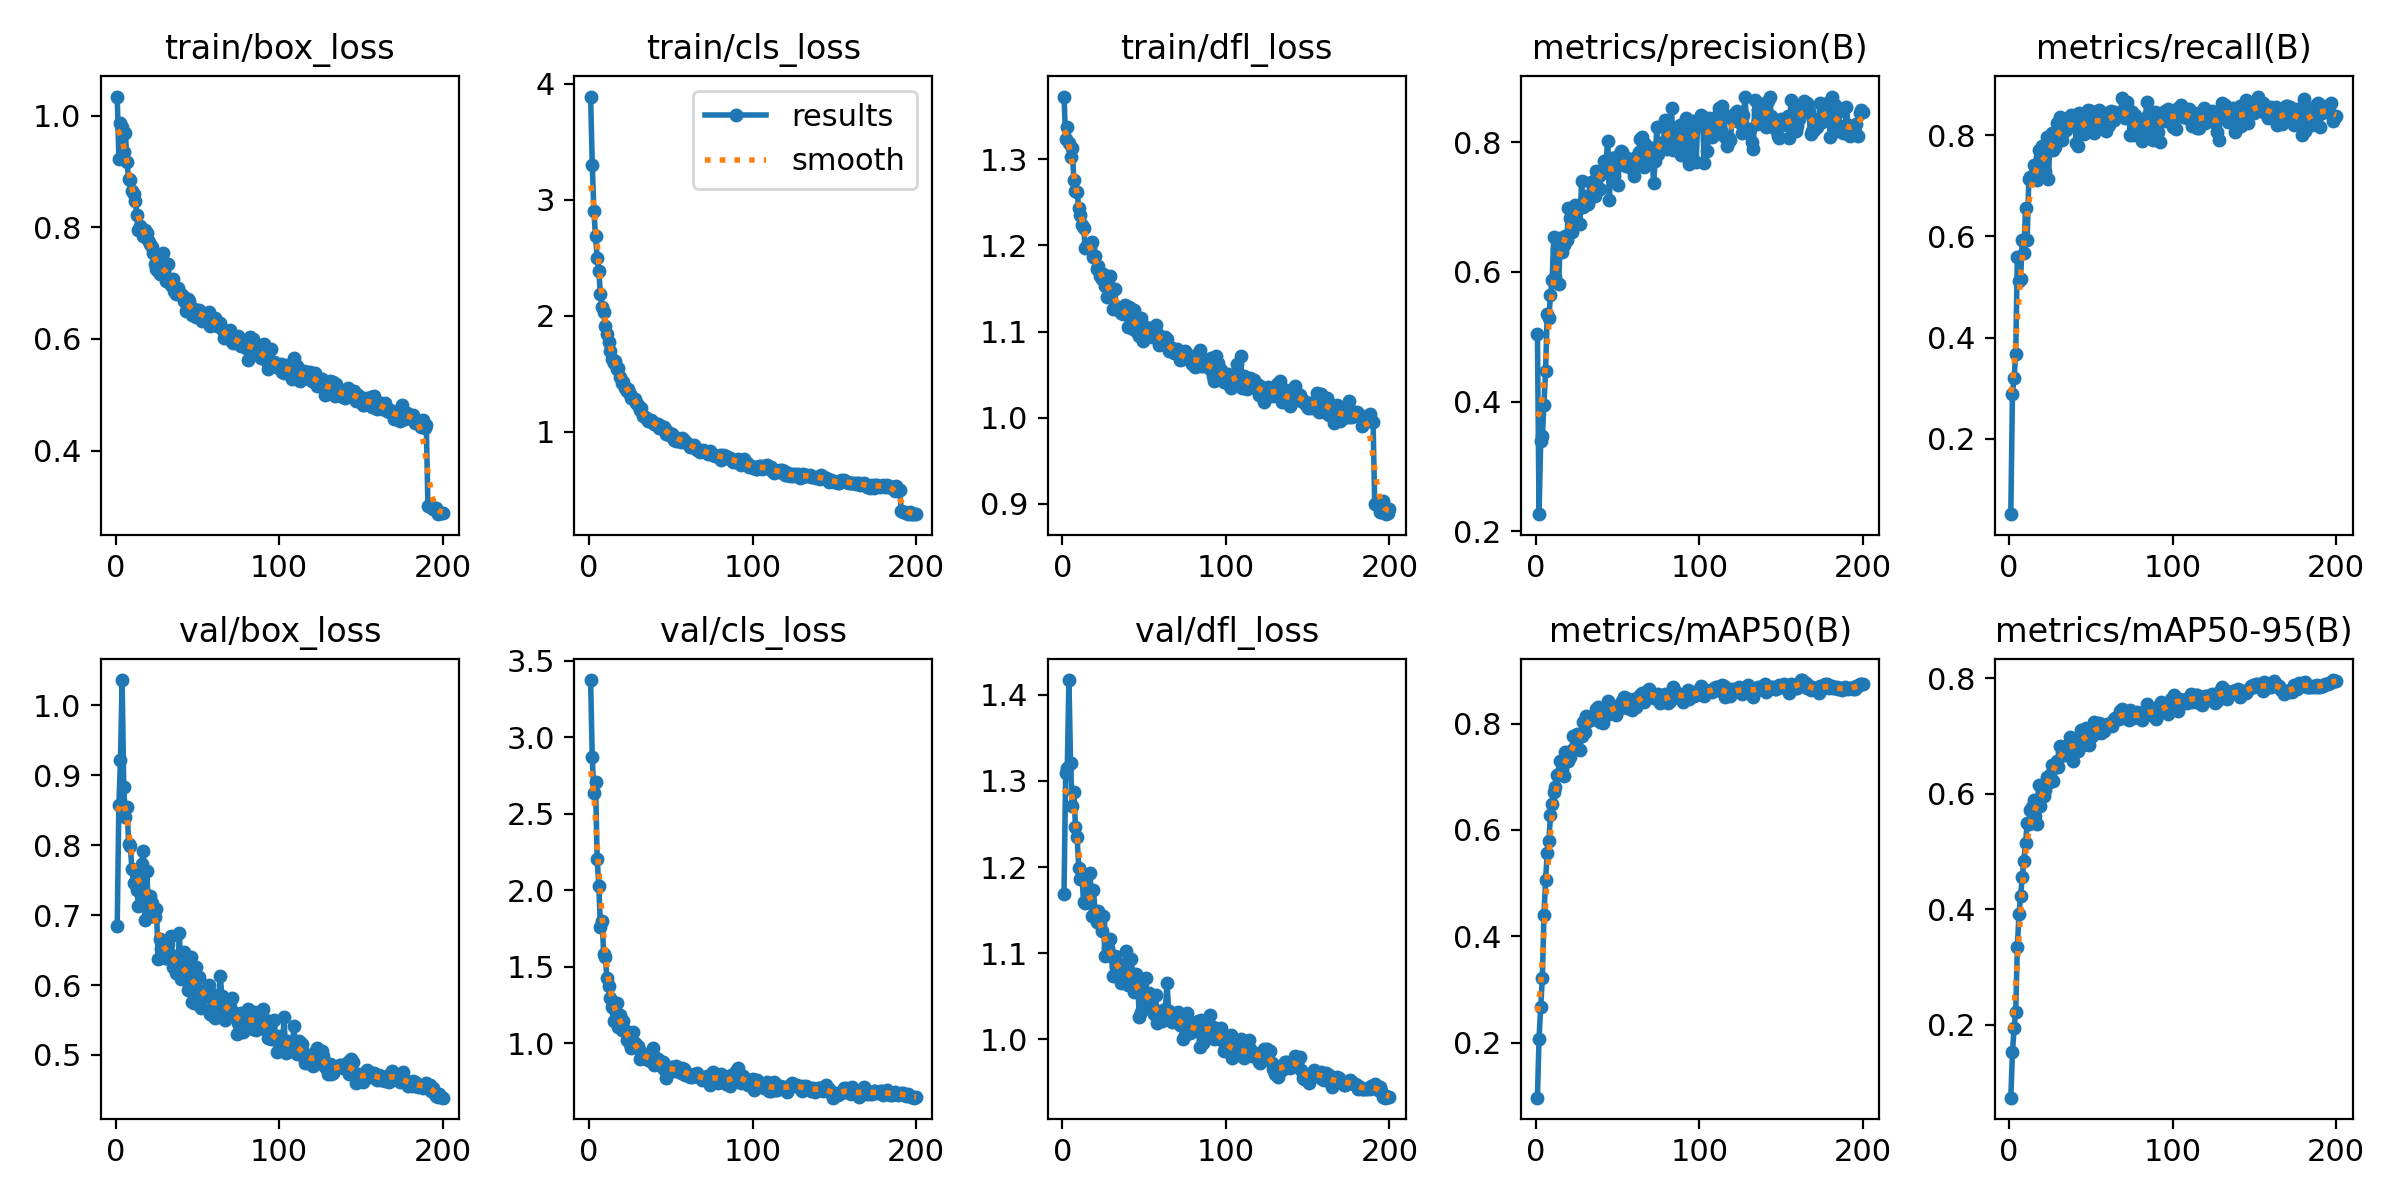 train/box_loss
train/cls_loss
train/dfl_loss
metrics/precision(B)
metrics/recall(B)
1.0
0.8
0.6
0.4
0 100 200
4
3
2
1
0 100 200
results
smooth
1.3
1.2
1.1
1.0
0.9
0 100 200
0.8
0.6
0.4
0.2
0 100 200
0.8
0.6
0.4
0.2
0 100 200
val/box_loss
val/cls_loss
val/dfl_loss
metrics/mAP50(B)
metrics/mAP50-95(B)
1.0
0.9
0.8
0.7
0.6
0.5
0 100 200
3.5
3.0
2.5
2.0
1.5
1.0
0 100 200
1.4
1.3
1.2
1.1
1.0
0 100 200
0.8
0.6
0.4
0.2
0 100 200
0.8
0.6
0.4
0.2
0 100 200